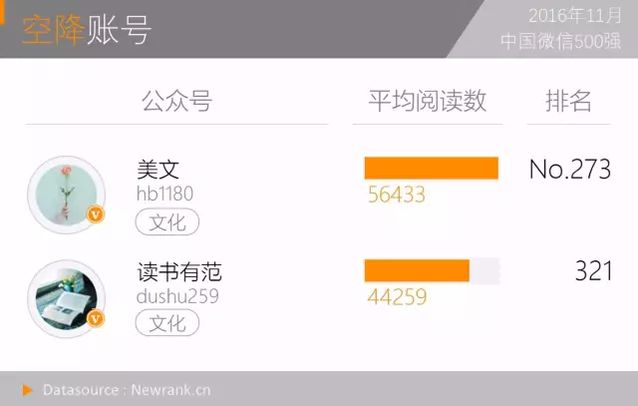 空降账号
2016年11月
中国微信500强
公众号 平均阅读数 排名
美文
hb1180
文化
56433
No.273
读书有范
dushu259
文化
44259
321
Datasource : Newrank.cn